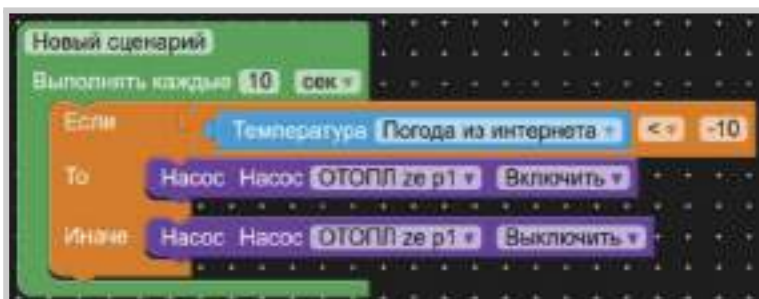 Новый сценарий
Выполнять каждые 10 сек
Если Температура Погода из интернета < -10
То Насос Насос ОТОПЛ ze p1 Включить
Иначе Насос Насос ОТОПЛ ze p1 Выключить